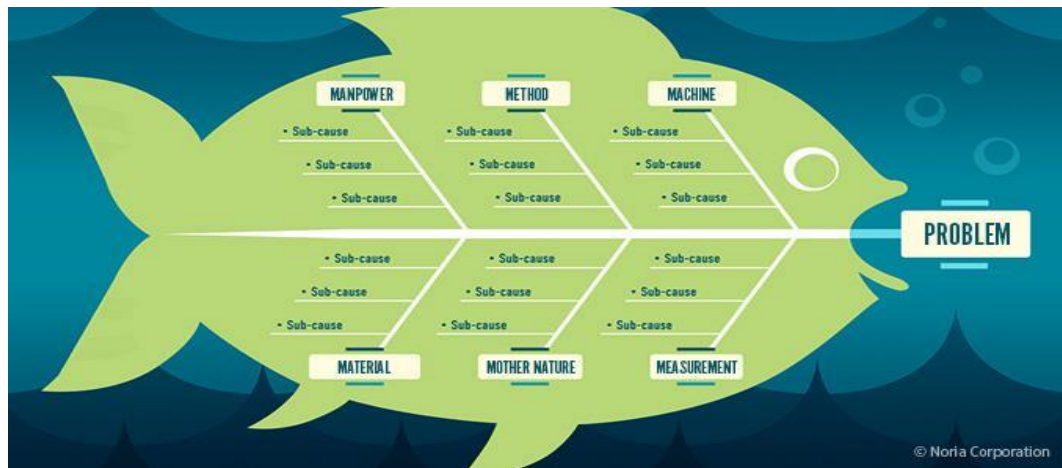 MANPOWER
METHOD
MACHINE
• Sub-cause
• Sub-cause
• Sub-cause
• Sub-cause
• Sub-cause
• Sub-cause
• Sub-cause
• Sub-cause
• Sub-cause
PROBLEM
• Sub-cause
• Sub-cause
• Sub-cause
• Sub-cause
• Sub-cause
• Sub-cause
• Sub-cause
• Sub-cause
• Sub-cause
MATERIAL
MOTHER NATURE
MEASUREMENT
© Noria Corporation